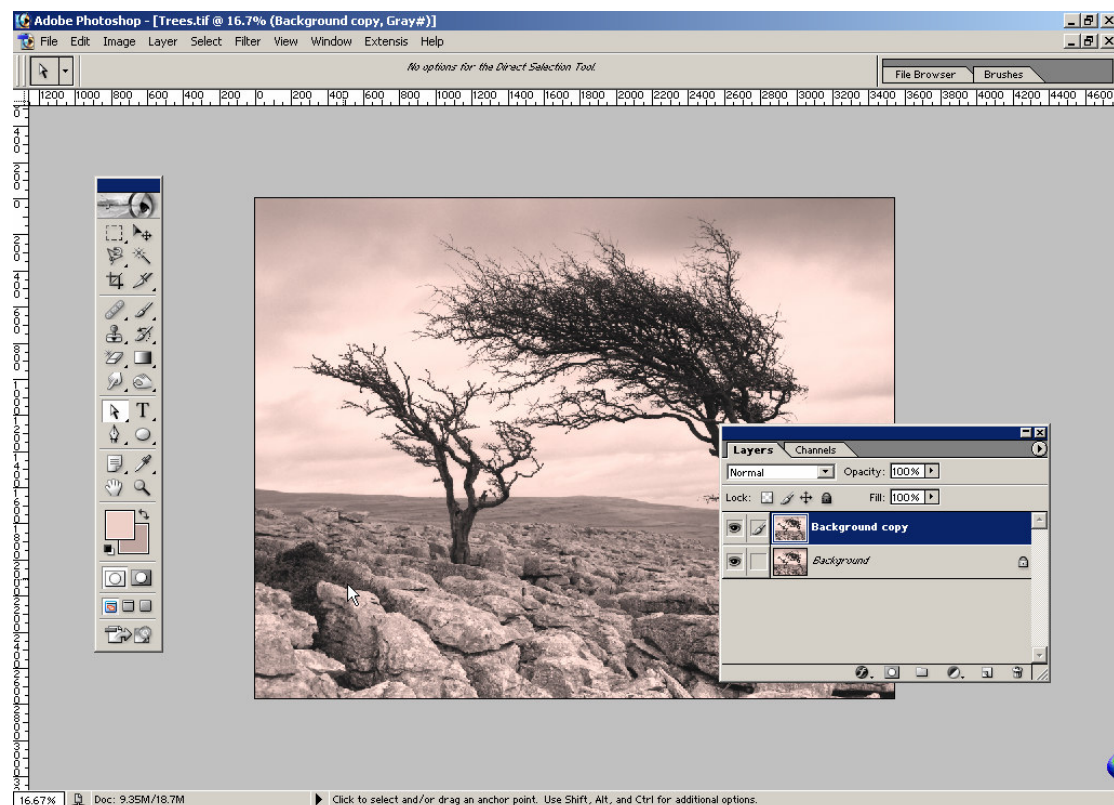 Adobe Photoshop - [Trees.tif @ 16.7% (Background copy, Gray#)]
File Edit Image Layer Select Filter View Window Extensis Help
No options for the Direct Selection Tool.
File Browser Brushes
1200 1000 800 600 400 200 0 200 400 600 800 1000 1200 1400 1600 1800 2000 2200 2400 2600 2800 3000 3200 3400 3600 3800 4000 4200 4400 4600
T
Layers Channels
Normal Opacity: 100%
Lock: Fill: 100%
Background copy
Background
16.67% Doc: 9.35M/18.7M Click to select and/or drag an anchor point. Use Shift, Alt, and Ctrl for additional options.